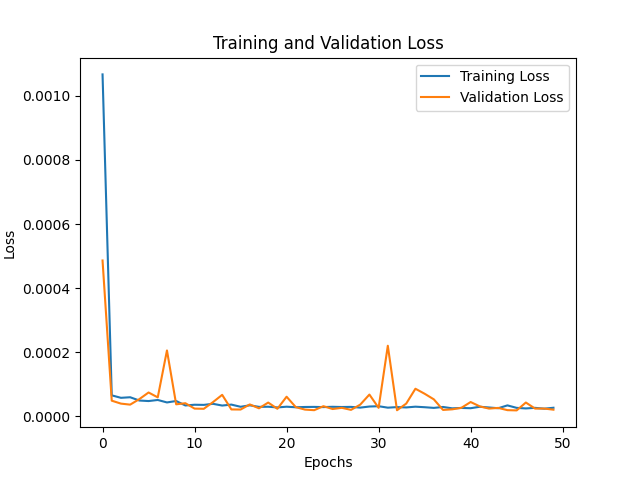 Training and Validation Loss
Training Loss
Validation Loss
0.0010
0.0008
0.0006
0.0004
0.0002
0.0000
Loss
0 10 20 30 40 50
Epochs